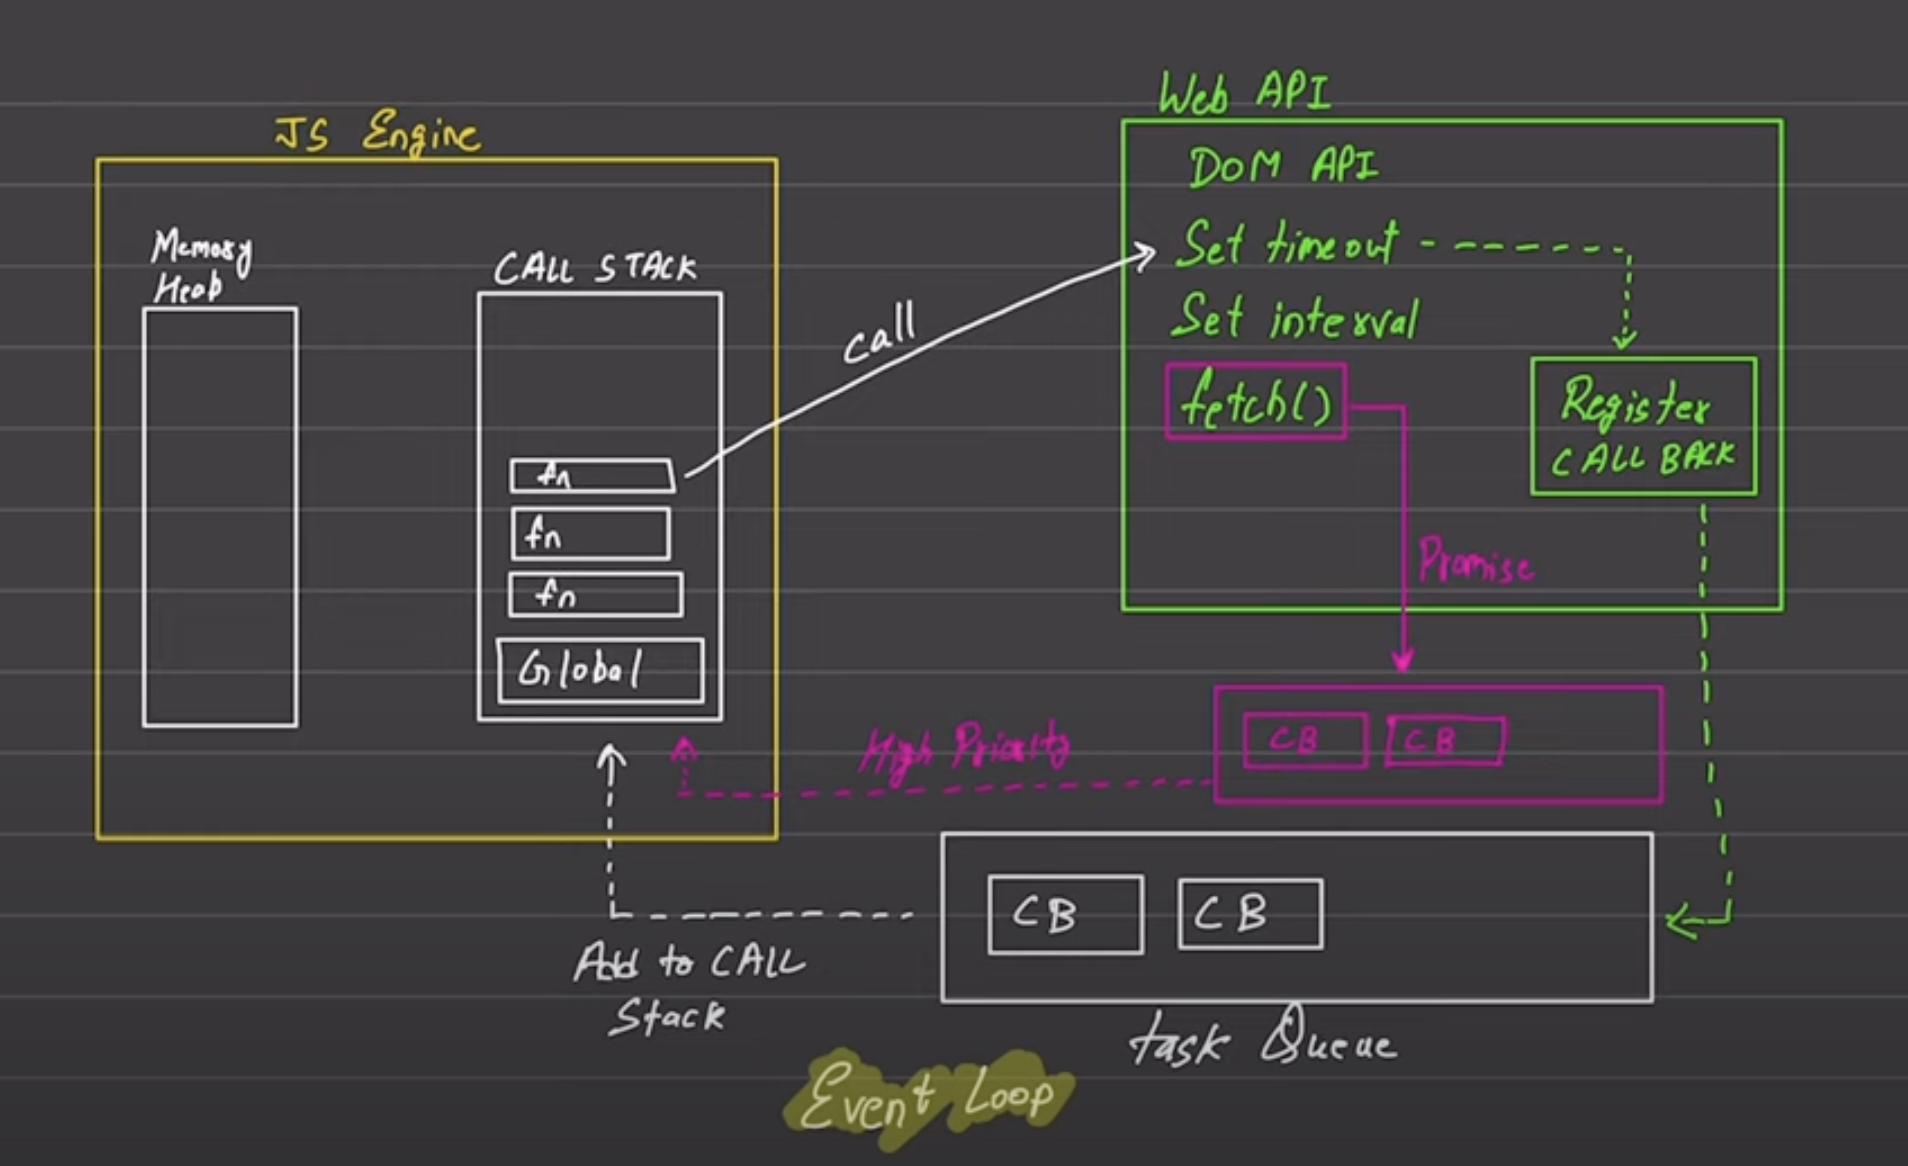 JS Engine
Memory
Heap
CALL STACK
fn
fn
fn
Global
call
Web API
DOM API
Set timeout
Set interval
fetch()
Register
CALL BACK
Promise
High Priority
CB CB
CB CB
Add to CALL
Stack
task Queue
Event Loop